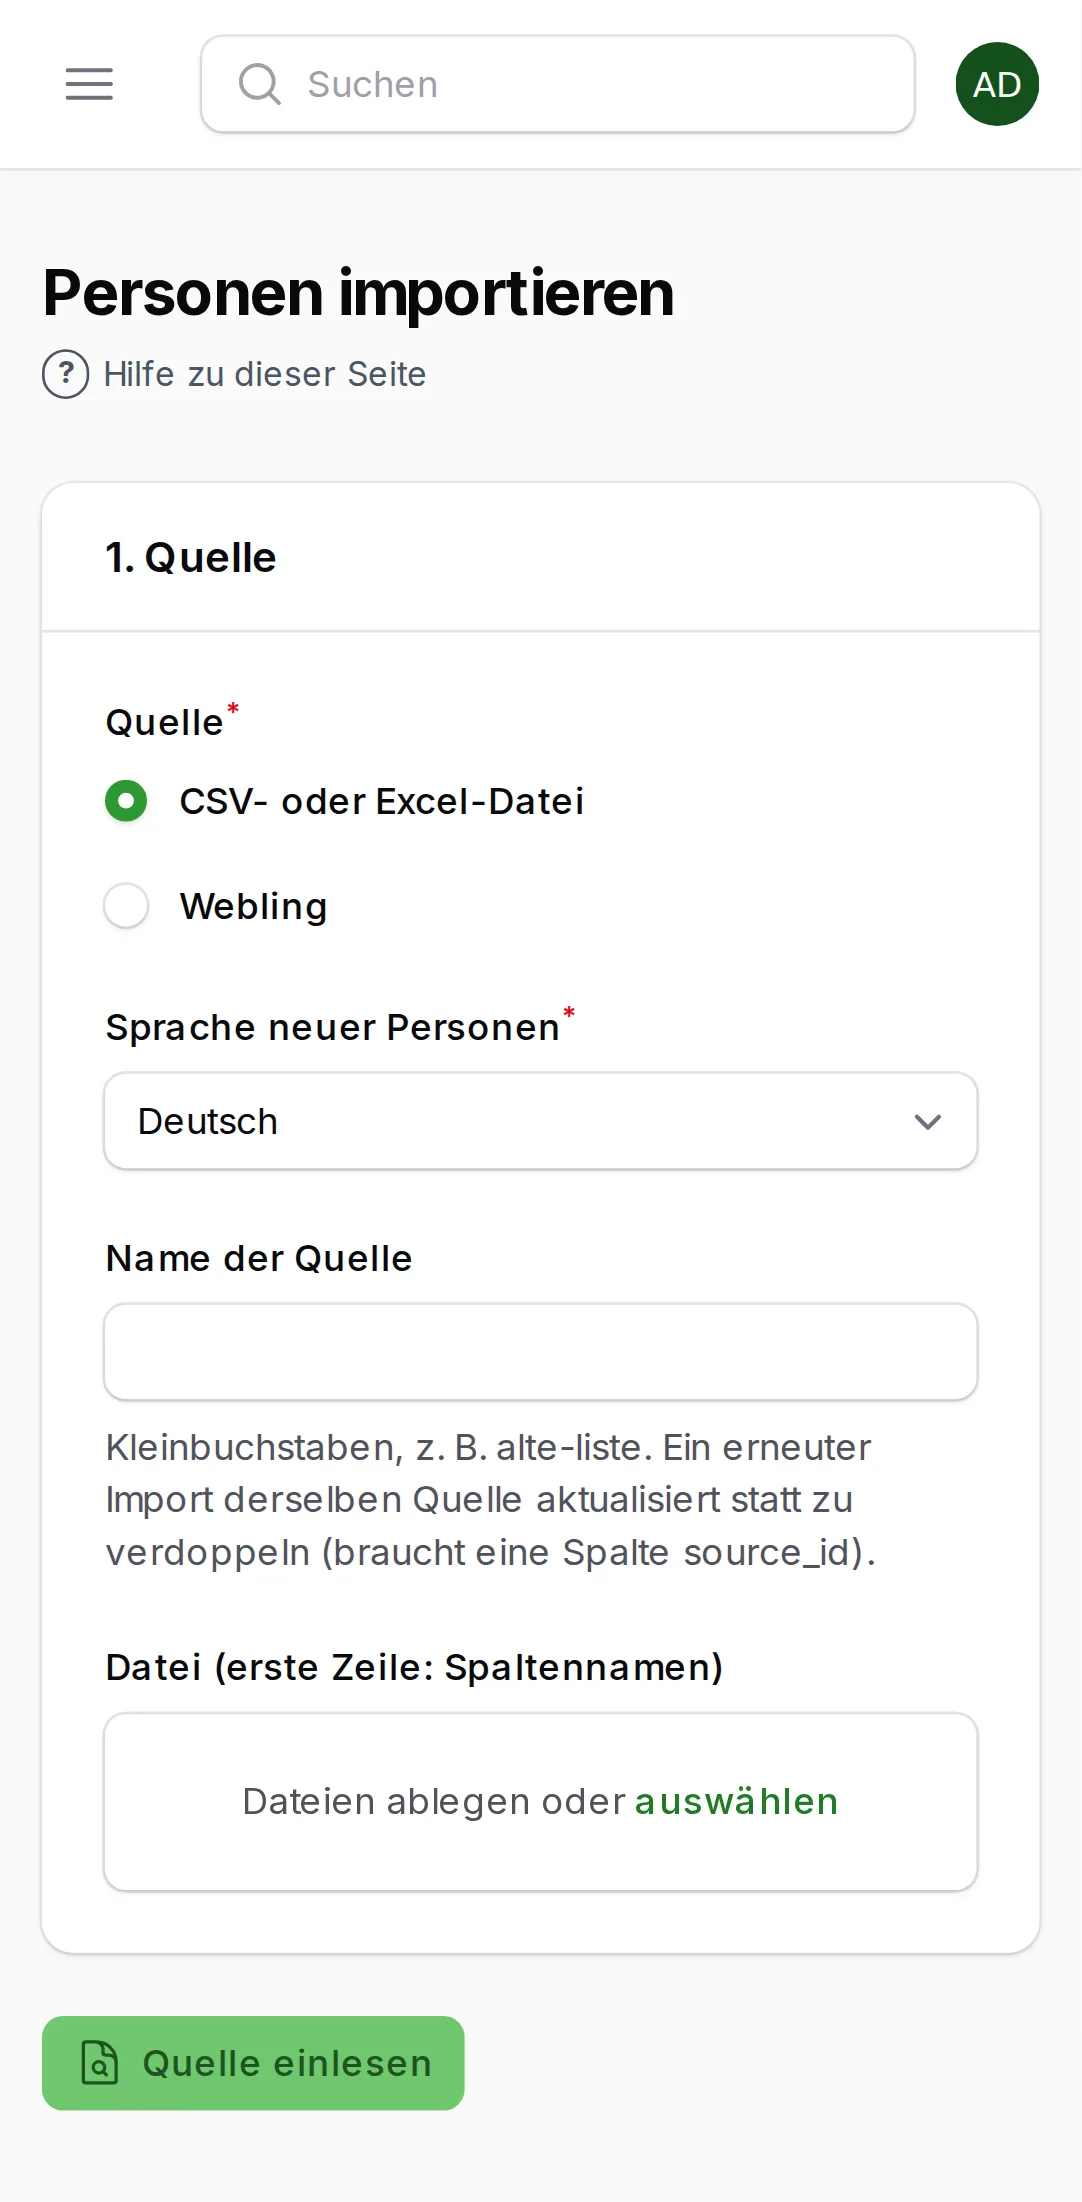 Suchen
AD
Personen importieren
? Hilfe zu dieser Seite
1. Quelle
Quelle*
CSV- oder Excel-Datei
Webling
Sprache neuer Personen*
Deutsch
Name der Quelle
Kleinbuchstaben, z. B. alte-liste. Ein erneuter
Import derselben Quelle aktualisiert statt zu
verdoppeln (braucht eine Spalte source_id).
Datei (erste Zeile: Spaltennamen)
Dateien ablegen oder auswählen
Quelle einlesen